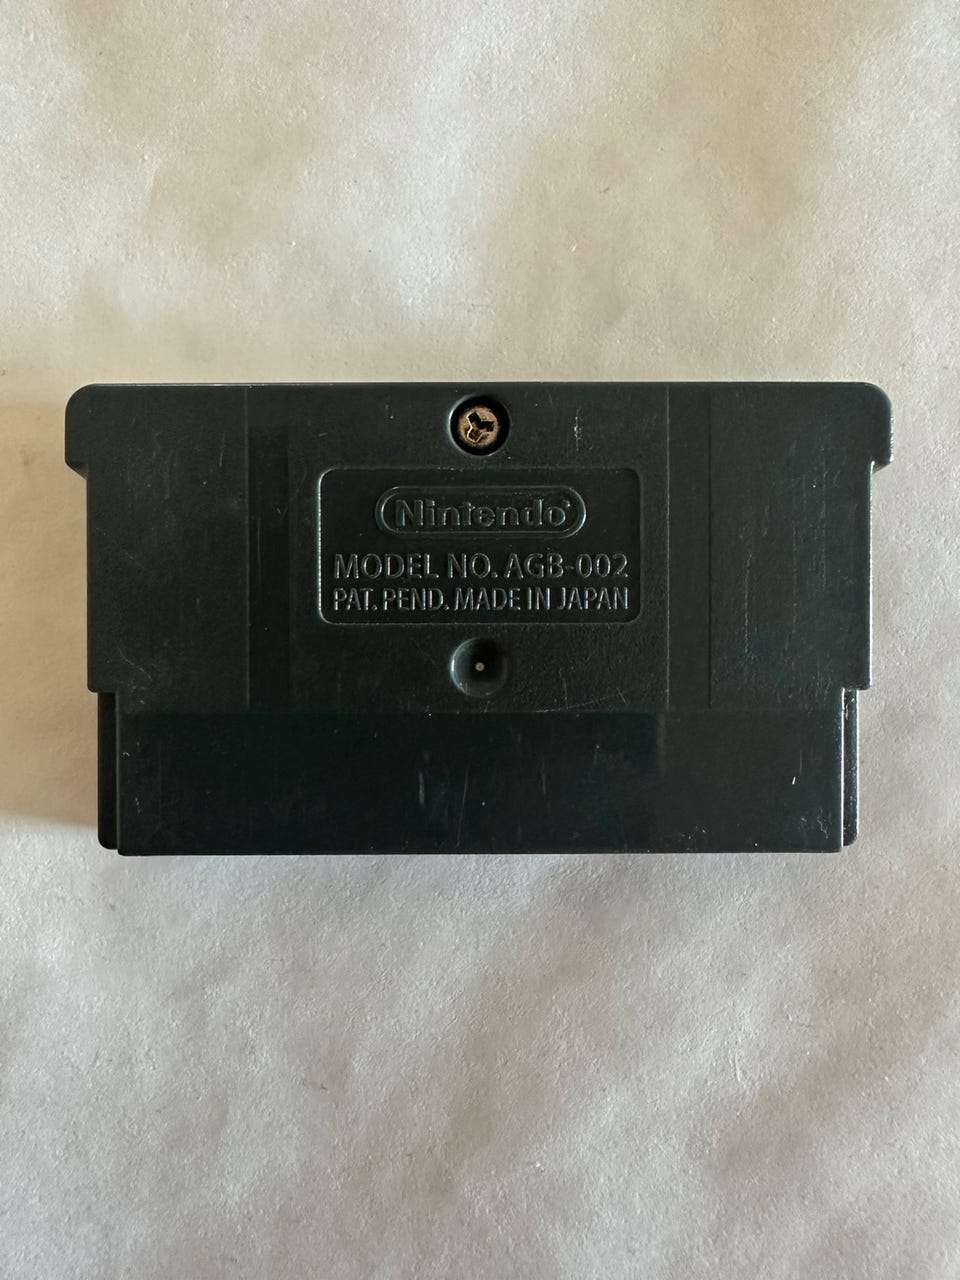 Nintendo®
MODEL NO. AGB-002
PAT. PEND. MADE IN JAPAN